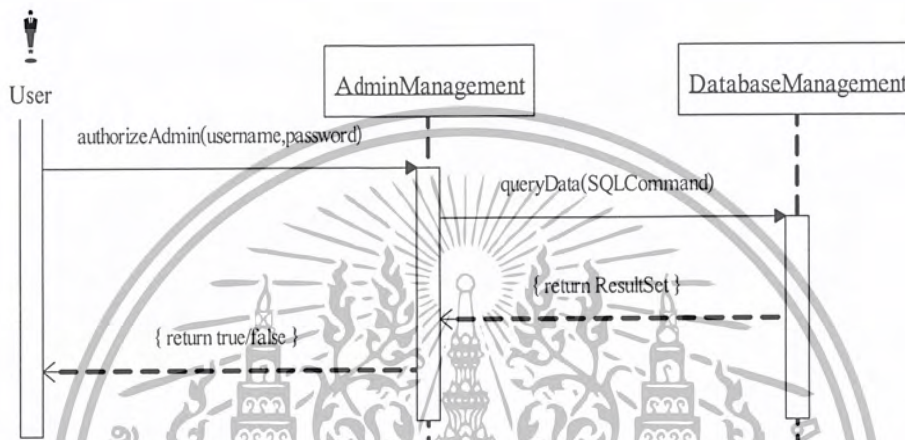 User
AdminManagement
DatabaseManagement
authorizeAdmin(username,password)
queryData(SQLCommand)
{ return ResultSet }
{ return true/false }